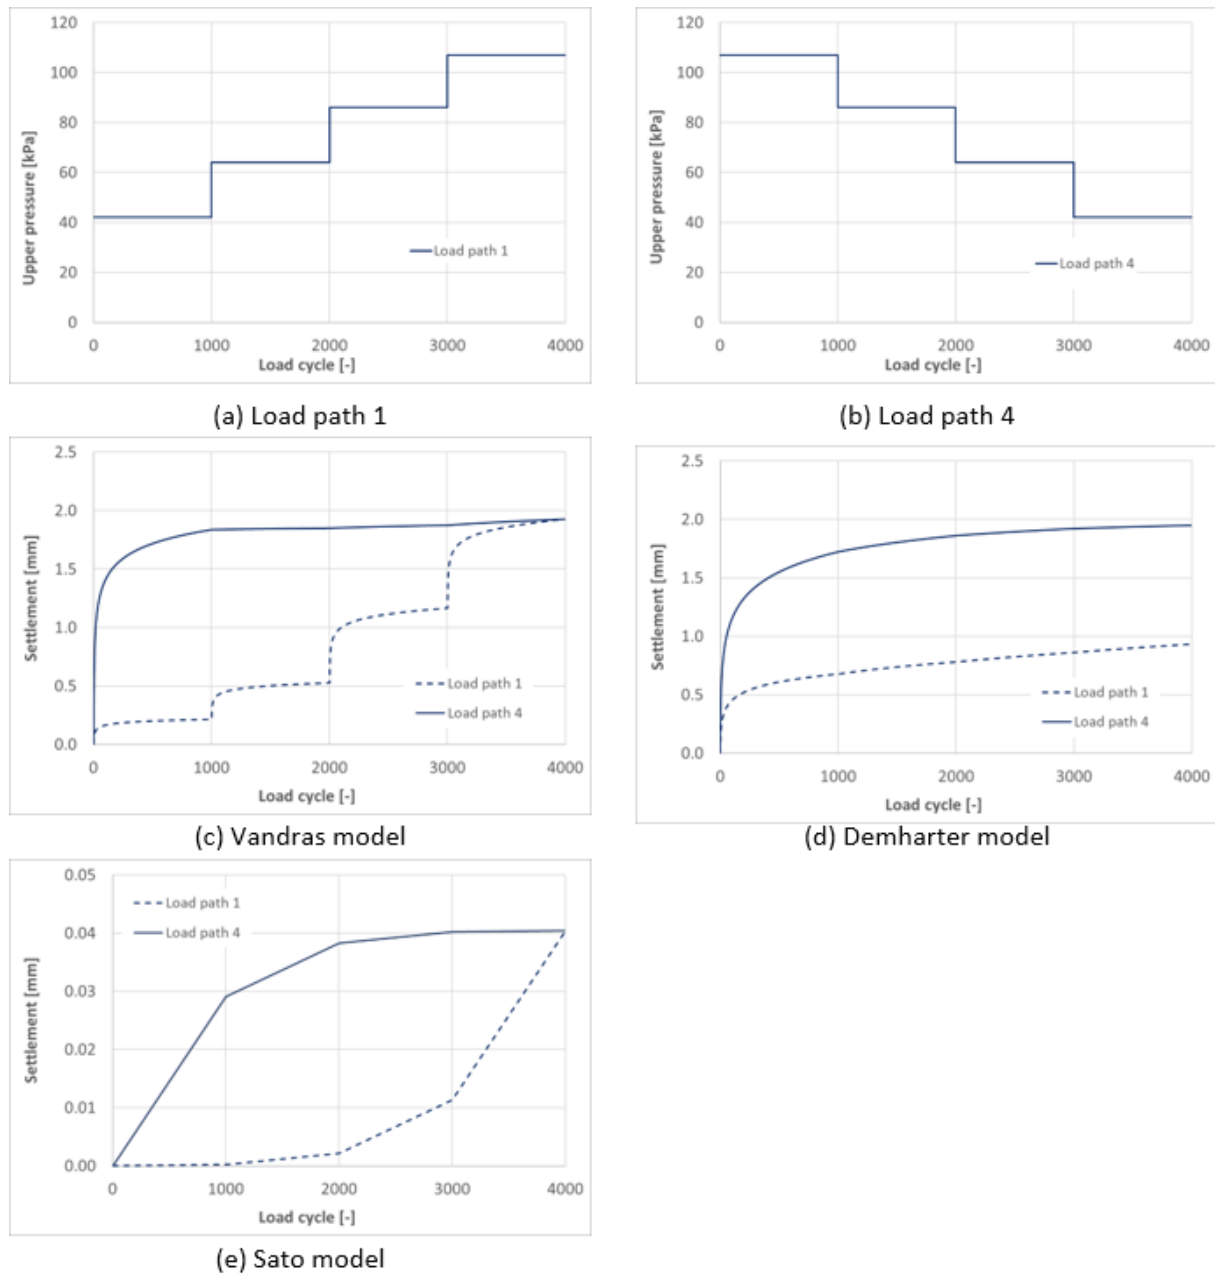 120
100
80
60
40
20
0
Upper pressure [kPa]
Load path 1
0 1000 2000 3000 4000
Load cycle [-]
(a) Load path 1
120
100
80
60
40
20
0
Upper pressure [kPa]
Load path 4
0 1000 2000 3000 4000
Load cycle [-]
(b) Load path 4
2.5
2.0
1.5
1.0
0.5
0.0
Settlement [mm]
Load path 1
Load path 4
0 1000 2000 3000 4000
Load cycle [-]
(c) Vandras model
2.5
2.0
1.5
1.0
0.5
0.0
Settlement [mm]
Load path 1
Load path 4
0 1000 2000 3000 4000
Load cycle [-]
(d) Demharter model
0.05
0.04
0.03
0.02
0.01
0.00
Settlement [mm]
Load path 1
Load path 4
0 1000 2000 3000 4000
Load cycle [-]
(e) Sato model